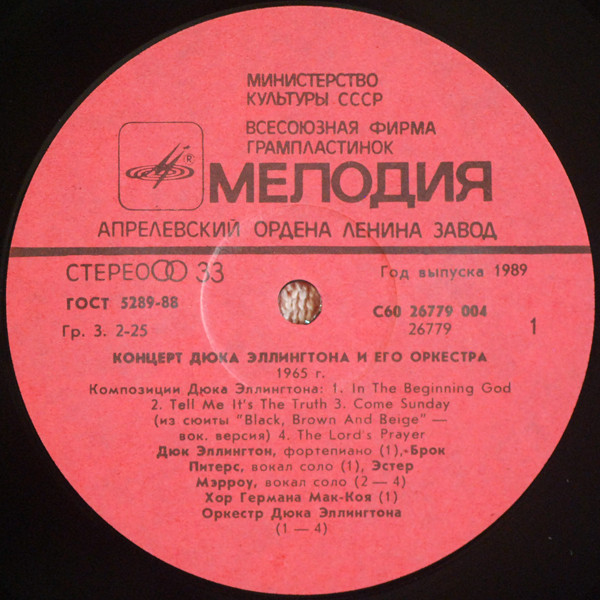 МИНИСТЕРСТВО
КУЛЬТУРЫ СССР
ВСЕСОЮЗНАЯ ФИРМА
ГРАМПЛАСТИНОК
®
МЕЛОДИЯ
АПРЕЛЕВСКИЙ ОРДЕНА ЛЕНИНА ЗАВОД
СТЕРЕО 33
Год выпуска 1989
ГОСТ 5289-88
С60 26779 004
Гр. 3. 2-25
26779
1
КОНЦЕРТ ДЮКА ЭЛЛИНГТОНА И ЕГО ОРКЕСТРА
1965 г.
Композиции Дюка Эллингтона: 1. In The Beginning God
2. Tell Me It's The Truth 3. Come Sunday
(из сюиты "Black, Brown And Beige" —
вок. версия) 4. The Lord's Prayer
Дюк Эллингтон, фортепиано (1), Брок
Питерс, вокал соло (1), Эстер
Мэрроу, вокал соло (2 — 4)
Хор Германа Мак-Коя (1)
Оркестр Дюка Эллингтона
(1 — 4)